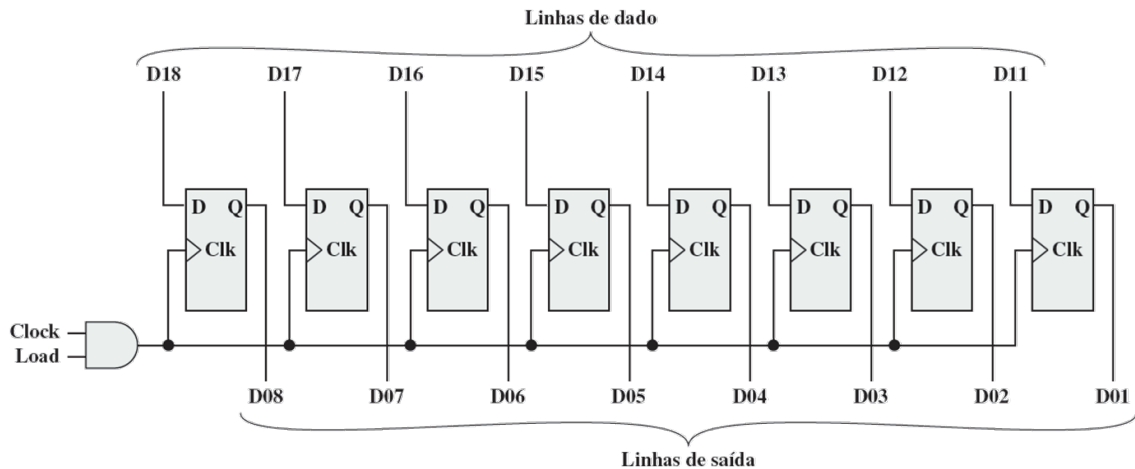 Linhas de dado
D18 D17 D16 D15 D14 D13 D12 D11
D Q D Q D Q D Q D Q D Q D Q D Q
Clk Clk Clk Clk Clk Clk Clk Clk
Clock
Load
D08 D07 D06 D05 D04 D03 D02 D01
Linhas de saída